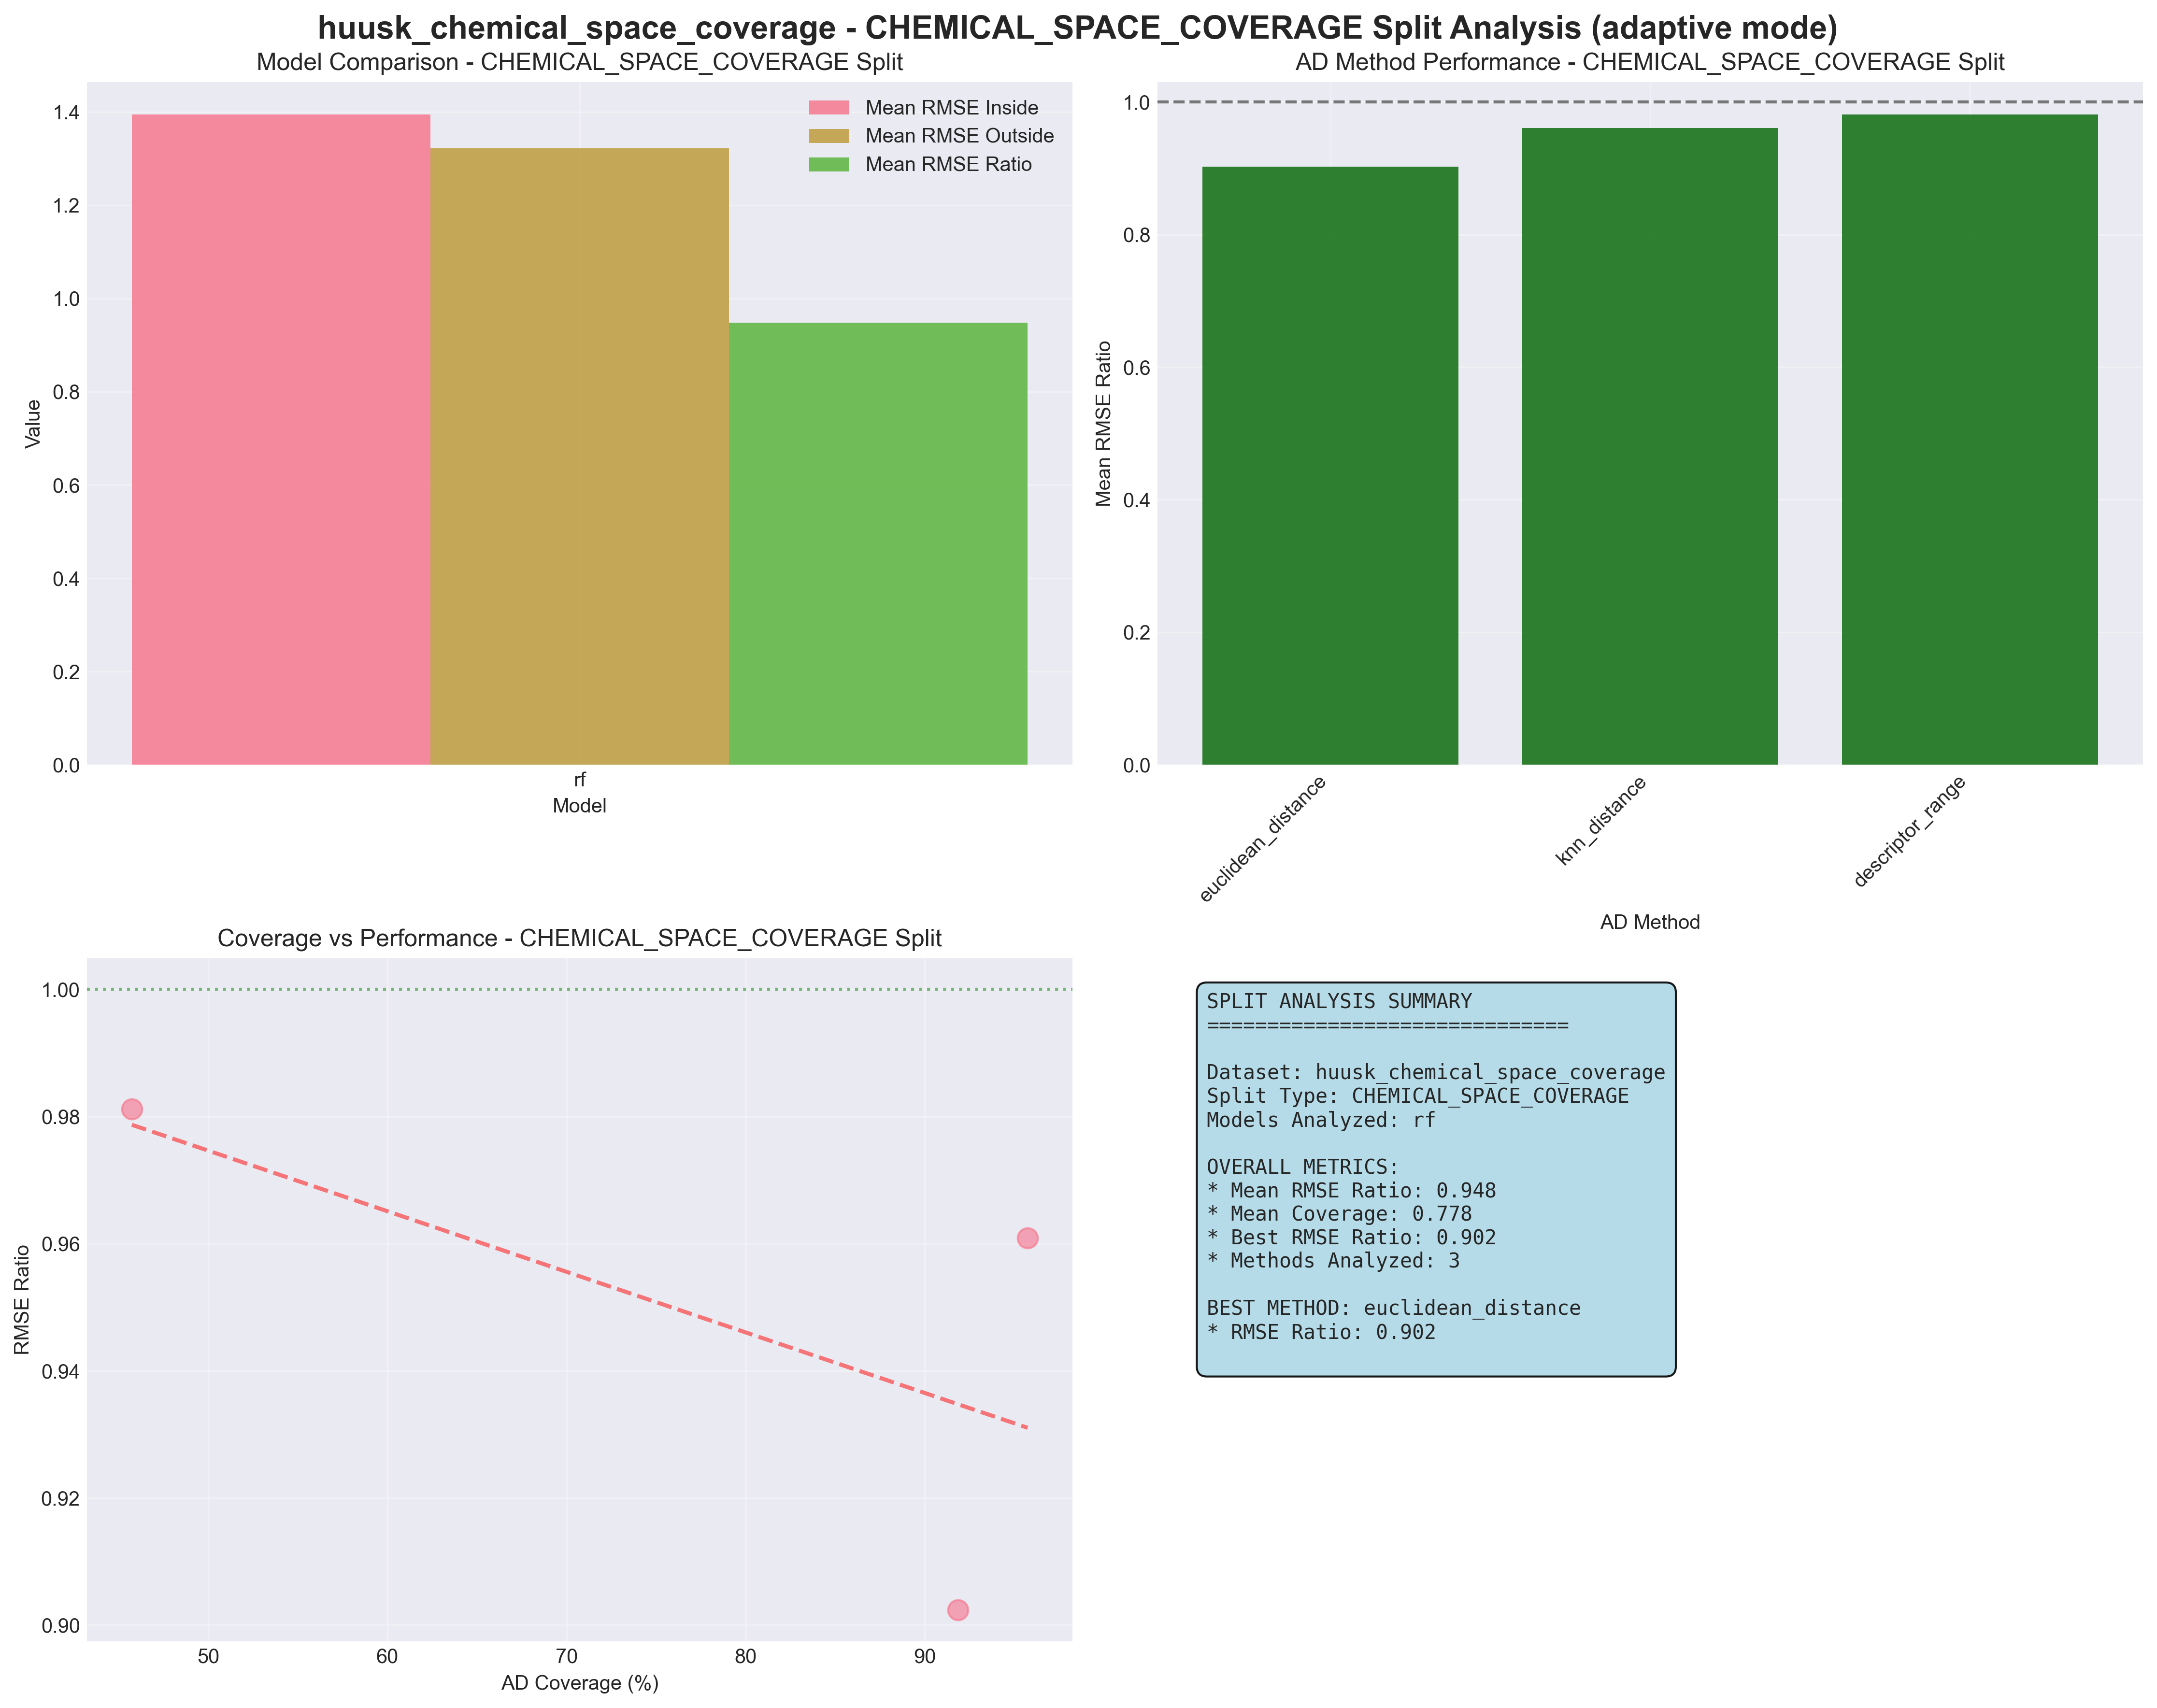 huusk_chemical_space_coverage - CHEMICAL_SPACE_COVERAGE Split Analysis (adaptive mode)
Model Comparison - CHEMICAL_SPACE_COVERAGE Split
Value
1.4
1.2
1.0
0.8
0.6
0.4
0.2
0.0
Mean RMSE Inside
Mean RMSE Outside
Mean RMSE Ratio
rf
Model
AD Method Performance - CHEMICAL_SPACE_COVERAGE Split
Mean RMSE Ratio
1.0
0.8
0.6
0.4
0.2
0.0
euclidean_distance
knn_distance
descriptor_range
AD Method
Coverage vs Performance - CHEMICAL_SPACE_COVERAGE Split
RMSE Ratio
1.00
0.98
0.96
0.94
0.92
0.90
50
60
70
80
90
AD Coverage (%)
SPLIT ANALYSIS SUMMARY
==============================
Dataset: huusk_chemical_space_coverage
Split Type: CHEMICAL_SPACE_COVERAGE
Models Analyzed: rf
OVERALL METRICS:
* Mean RMSE Ratio: 0.948
* Mean Coverage: 0.778
* Best RMSE Ratio: 0.902
* Methods Analyzed: 3
BEST METHOD: euclidean_distance
* RMSE Ratio: 0.902